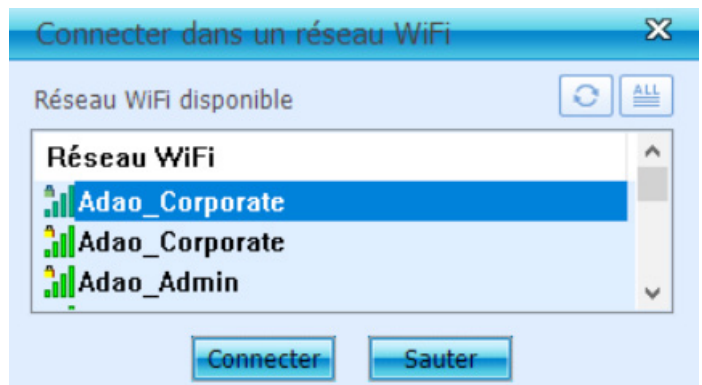 Connecter dans un réseau WiFi
Réseau WiFi disponible
ALL
Réseau WiFi
Adao_Corporate
Adao_Corporate
Adao_Admin
Connecter Sauter